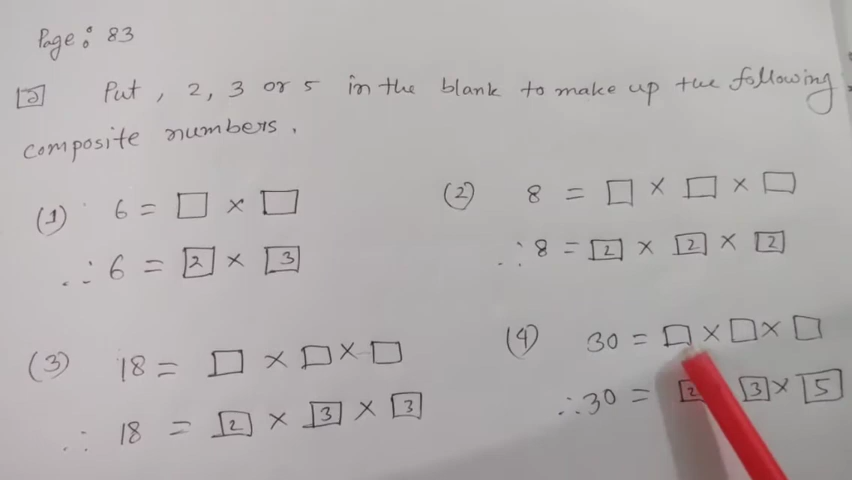 Page: 83
2 Put, 2, 3 or 5 in the blank to make up the following
composite numbers.
(1) 6 = □ × □
∴ 6 = 2 × 3
(2) 8 = □ × □ × □
∴ 8 = 2 × 2 × 2
(3) 18 = □ × □ × □
∴ 18 = 2 × 3 × 3
(4) 30 = □ × □ × □
∴ 30 = 2 3 × 5